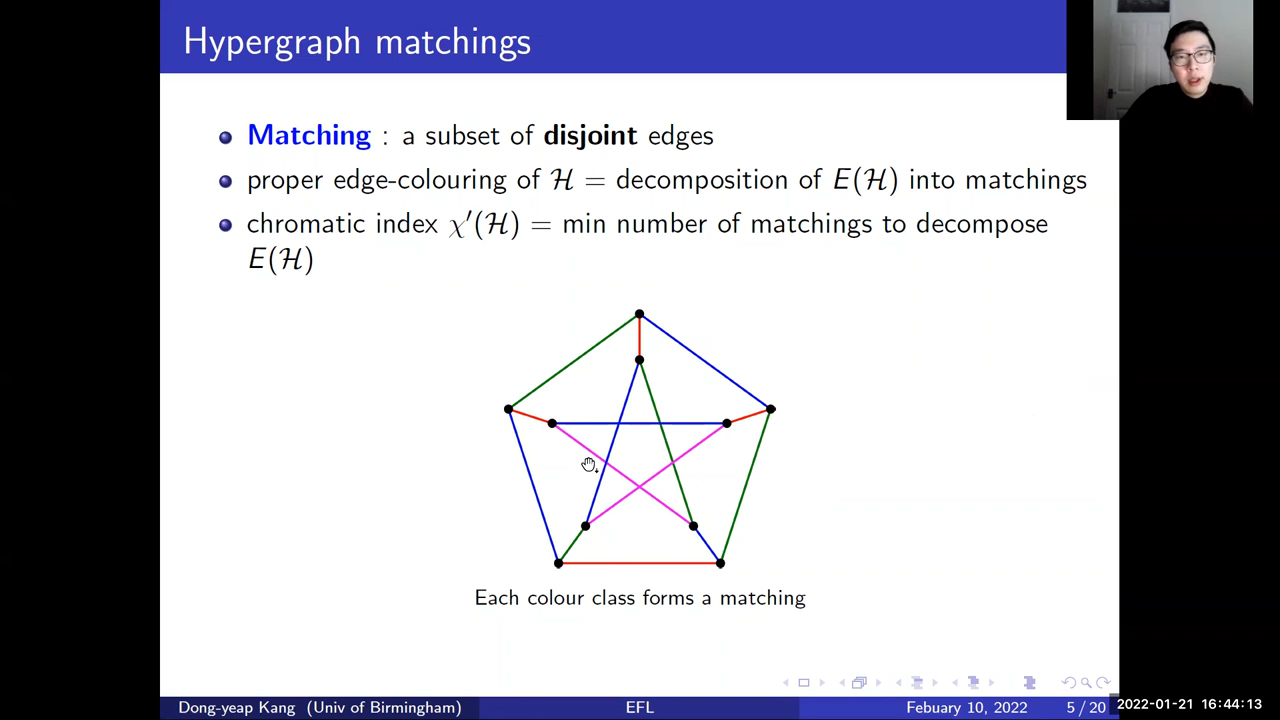 Hypergraph matchings
Matching : a subset of disjoint edges
proper edge-colouring of ℋ = decomposition of E(ℋ) into matchings
chromatic index χ′(ℋ) = min number of matchings to decompose
E(ℋ)
Each colour class forms a matching
Dong-yeap Kang (Univ of Birmingham) EFL Febuary 10, 2022 5 / 20
2022-01-21 16:44:13